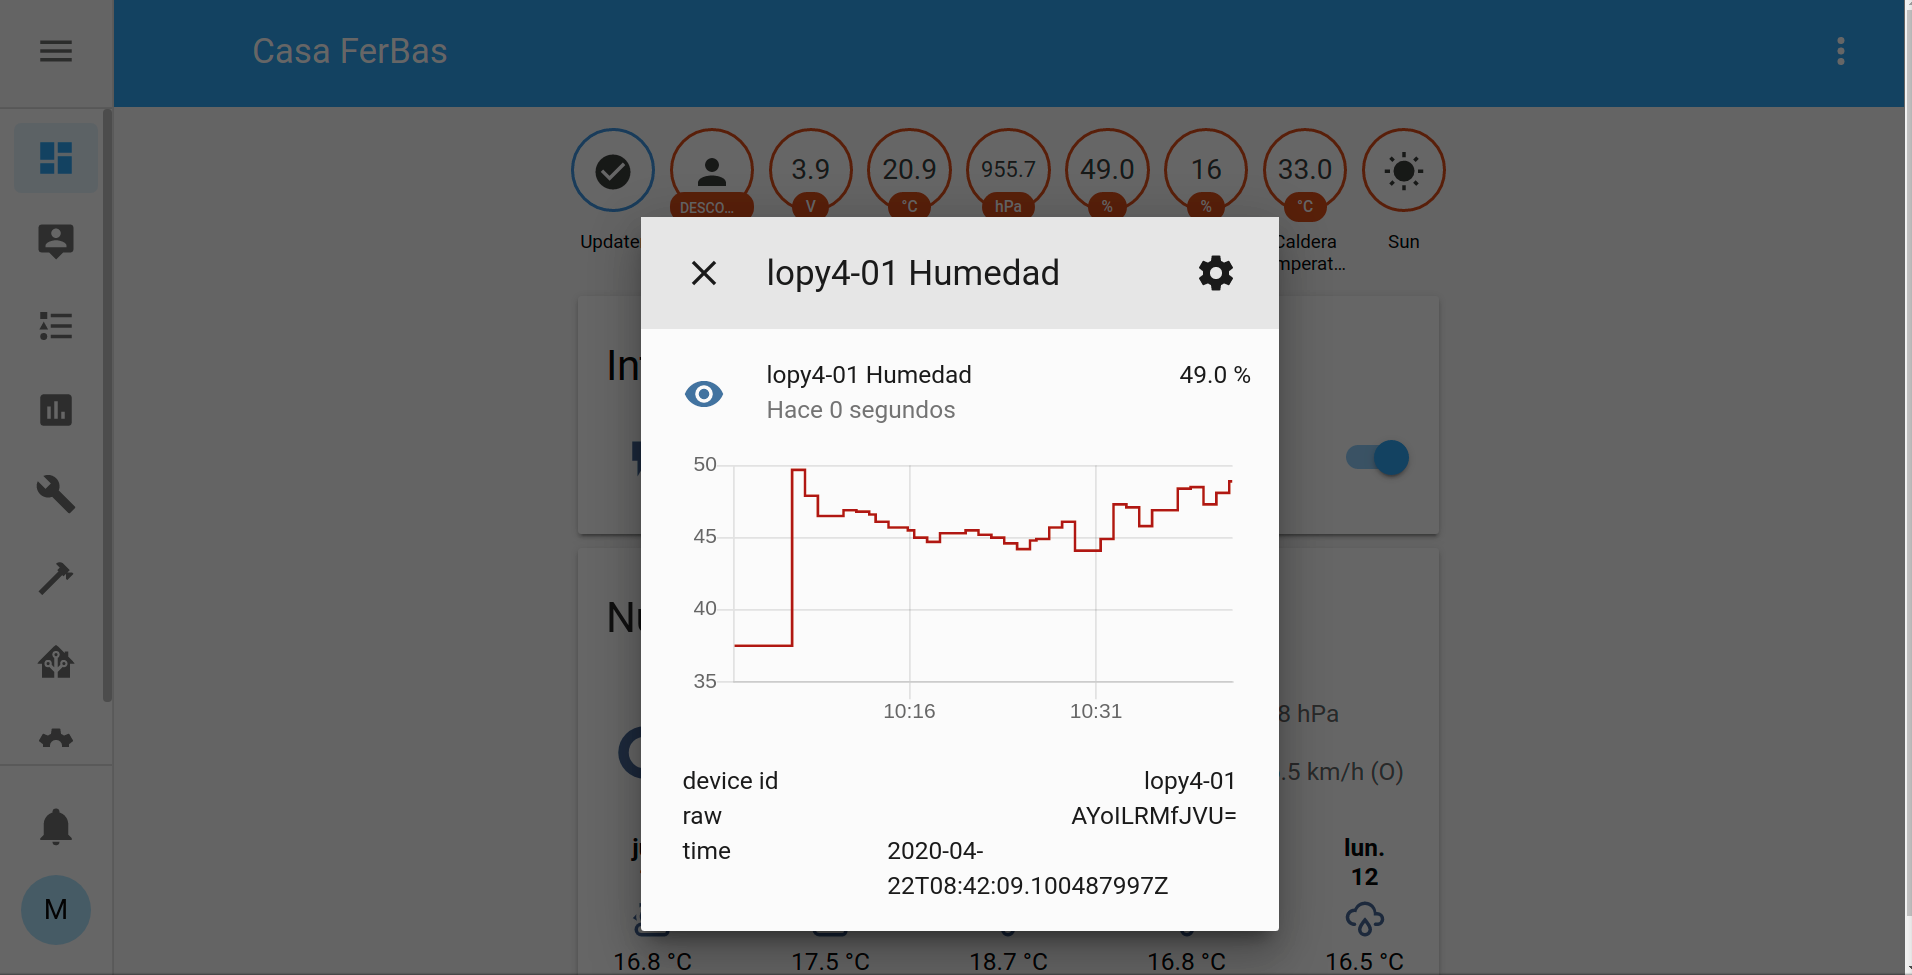 Casa FerBas
3.9
20.9
955.7
49.0
16
33.0
DESCO...
V
°C
hPa
%
%
°C
Update
Caldera
mperat...
Sun
lopy4-01 Humedad
lopy4-01 Humedad
49.0 %
Hace 0 segundos
50
45
40
35
10:16
10:31
8 hPa
.5 km/h (O)
device id
lopy4-01
raw
AYoILRMfJVU=
time
2020-04-
22T08:42:09.100487997Z
lun.
12
M
16.8 °C
17.5 °C
18.7 °C
16.8 °C
16.5 °C